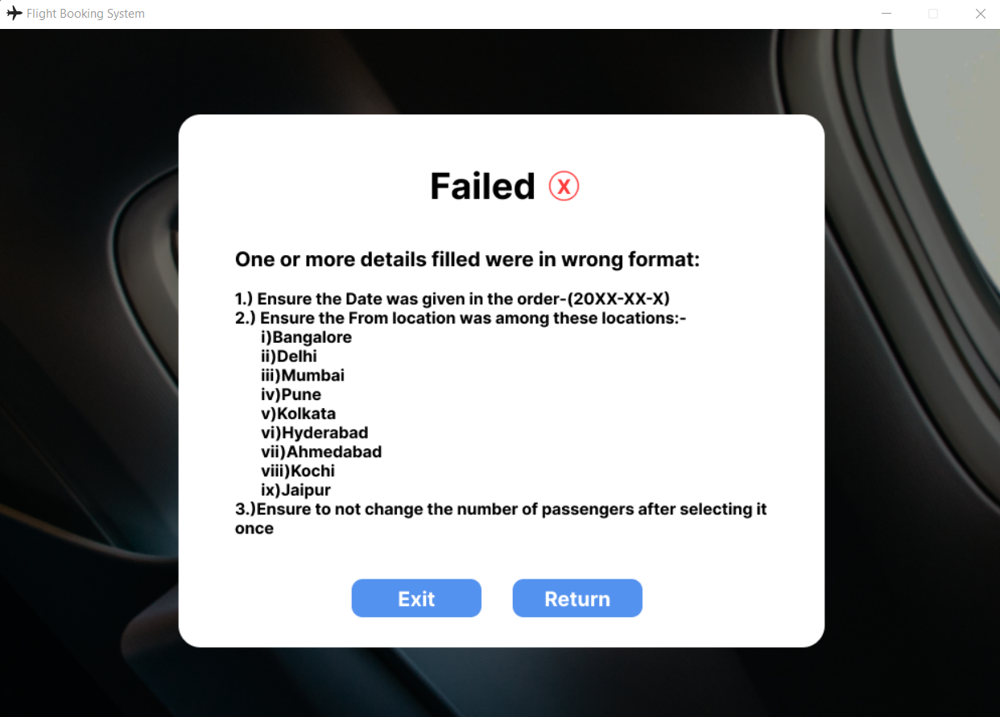 Flight Booking System
Failed X
One or more details filled were in wrong format:
1.) Ensure the Date was given in the order-(20XX-XX-X)
2.) Ensure the From location was among these locations:-
i)Bangalore
ii)Delhi
iii)Mumbai
iv)Pune
v)Kolkata
vi)Hyderabad
vii)Ahmedabad
viii)Kochi
ix)Jaipur
3.)Ensure to not change the number of passengers after selecting it
once
Exit Return